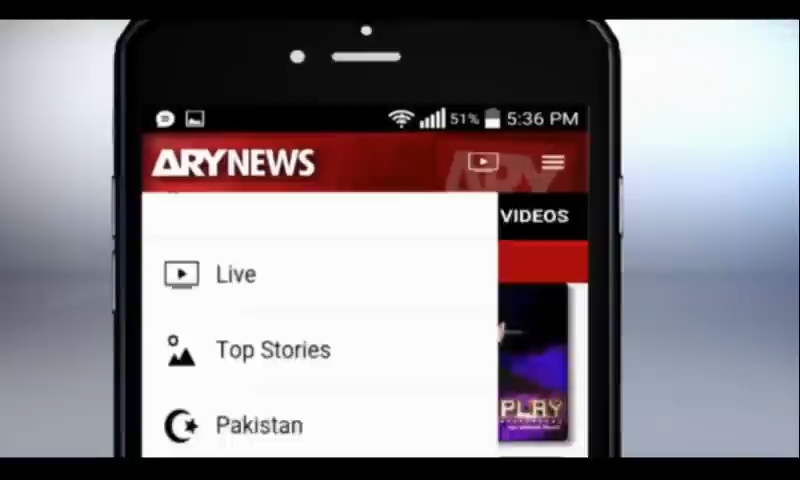 51% 5:36 PM
ARYNEWS
VIDEOS
Live
Top Stories
Pakistan
PLAY